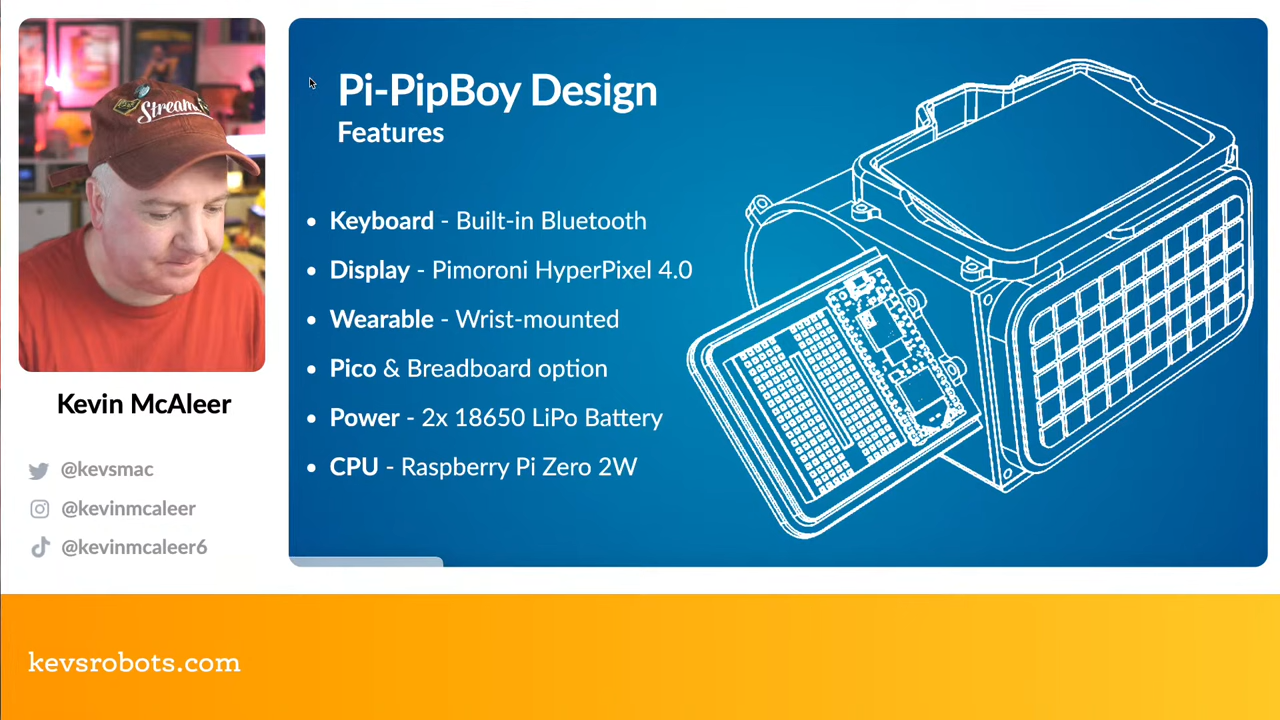 Stream
Pi-PipBoy Design
Features
• Keyboard - Built-in Bluetooth
• Display - Pimoroni HyperPixel 4.0
• Wearable - Wrist-mounted
• Pico & Breadboard option
• Power - 2x 18650 LiPo Battery
• CPU - Raspberry Pi Zero 2W
Kevin McAleer
@kevsmac
@kevinmcaleer
@kevinmcaleer6
kevsrobots.com